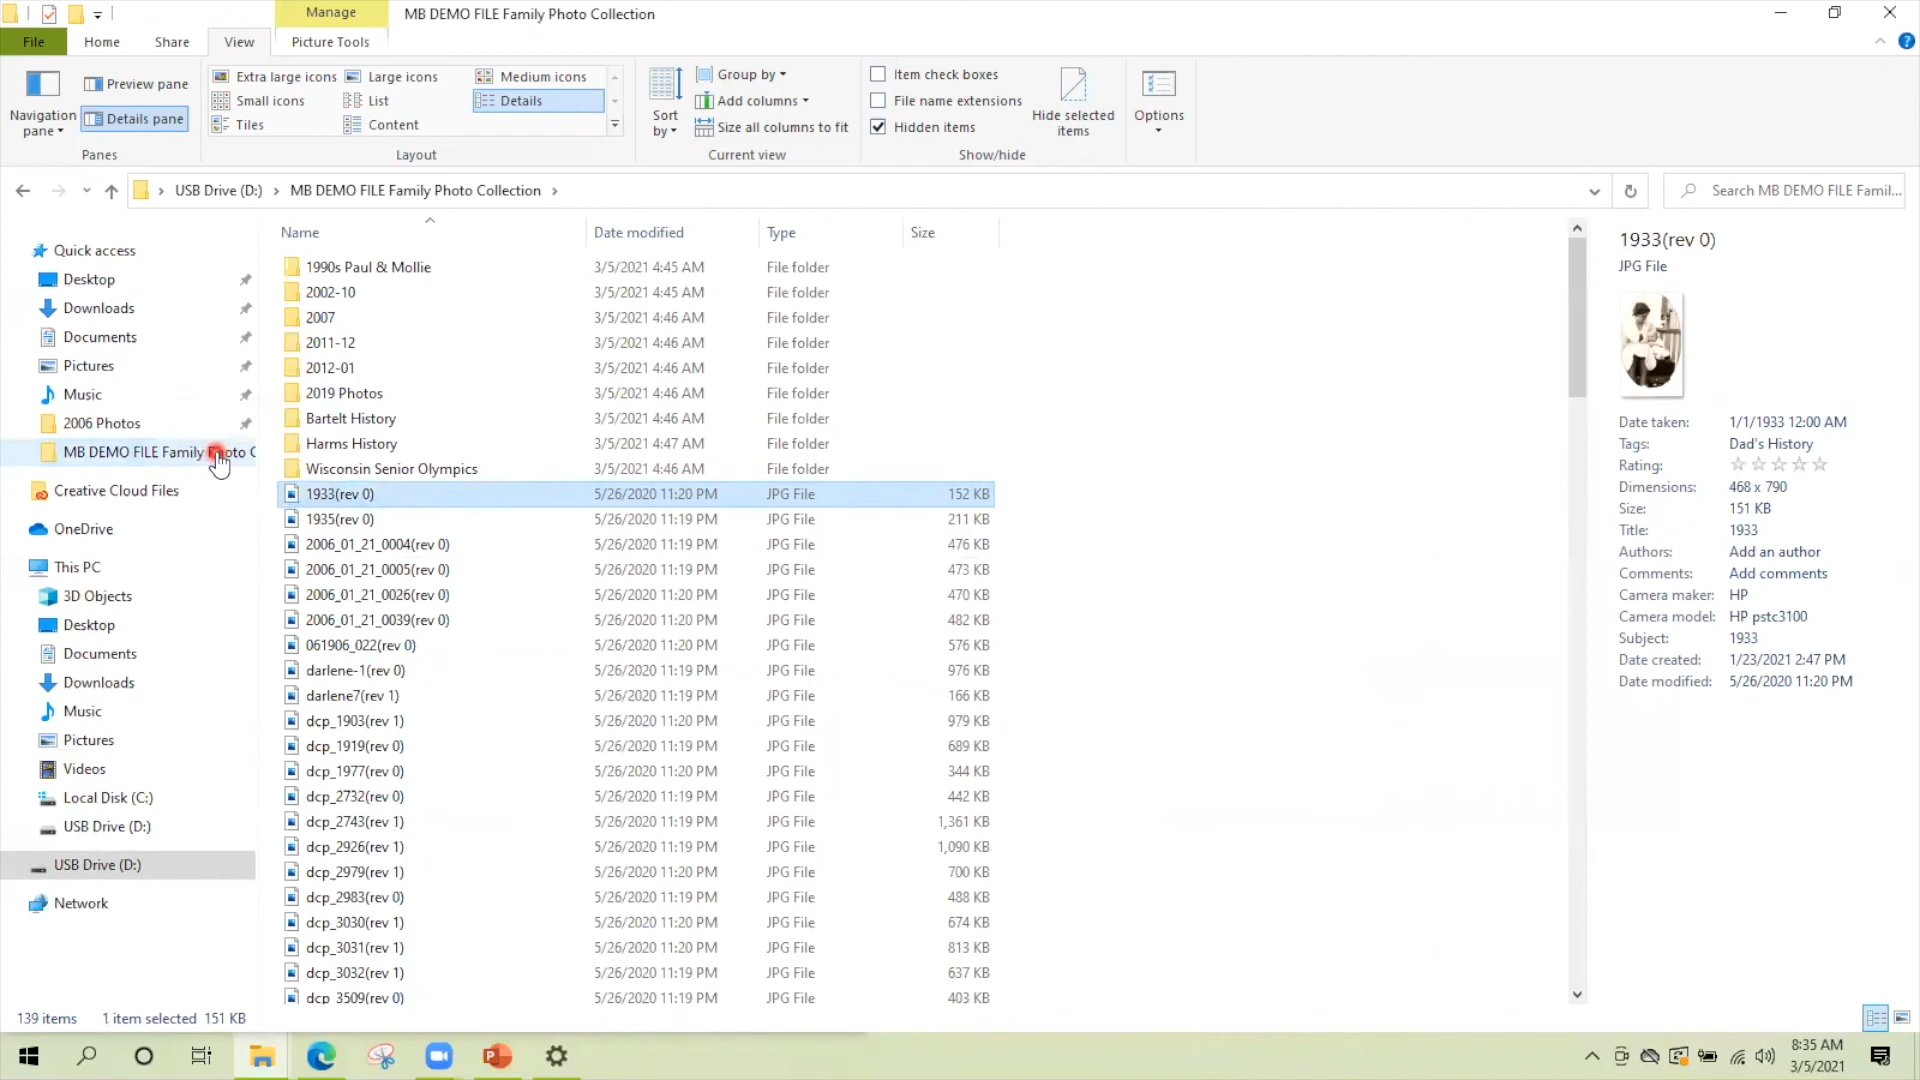 Manage
MB DEMO FILE Family Photo Collection
File
Home
Share
View
Picture Tools
Navigation pane
Preview pane
Details pane
Panes
Extra large icons
Large icons
Medium icons
Small icons
List
Details
Tiles
Content
Layout
Sort by
Group by
Add columns
Size all columns to fit
Current view
Item check boxes
File name extensions
Hidden items
Hide selected items
Show/hide
Options
USB Drive (D:)
MB DEMO FILE Family Photo Collection
Search MB DEMO FILE Famil...
Quick access
Desktop
Downloads
Documents
Pictures
Music
2006 Photos
MB DEMO FILE Family Photo C
Creative Cloud Files
OneDrive
This PC
3D Objects
Desktop
Documents
Downloads
Music
Pictures
Videos
Local Disk (C:)
USB Drive (D:)
USB Drive (D:)
Network
Name Date modified Type Size
1990s Paul & Mollie 3/5/2021 4:45 AM File folder
2002-10 3/5/2021 4:45 AM File folder
2007 3/5/2021 4:46 AM File folder
2011-12 3/5/2021 4:46 AM File folder
2012-01 3/5/2021 4:46 AM File folder
2019 Photos 3/5/2021 4:46 AM File folder
Bartelt History 3/5/2021 4:46 AM File folder
Harms History 3/5/2021 4:47 AM File folder
Wisconsin Senior Olympics 3/5/2021 4:46 AM File folder
1933(rev 0) 5/26/2020 11:20 PM JPG File 152 KB
1935(rev 0) 5/26/2020 11:19 PM JPG File 211 KB
2006_01_21_0004(rev 0) 5/26/2020 11:19 PM JPG File 476 KB
2006_01_21_0005(rev 0) 5/26/2020 11:19 PM JPG File 473 KB
2006_01_21_0026(rev 0) 5/26/2020 11:20 PM JPG File 470 KB
2006_01_21_0039(rev 0) 5/26/2020 11:20 PM JPG File 482 KB
061906_022(rev 0) 5/26/2020 11:20 PM JPG File 576 KB
darlene-1(rev 0) 5/26/2020 11:19 PM JPG File 976 KB
darlene7(rev 1) 5/26/2020 11:19 PM JPG File 166 KB
dcp_1903(rev 1) 5/26/2020 11:20 PM JPG File 979 KB
dcp_1919(rev 0) 5/26/2020 11:19 PM JPG File 689 KB
dcp_1977(rev 0) 5/26/2020 11:20 PM JPG File 344 KB
dcp_2732(rev 0) 5/26/2020 11:19 PM JPG File 442 KB
dcp_2743(rev 1) 5/26/2020 11:19 PM JPG File 1,361 KB
dcp_2926(rev 1) 5/26/2020 11:20 PM JPG File 1,090 KB
dcp_2979(rev 1) 5/26/2020 11:20 PM JPG File 700 KB
dcp_2983(rev 0) 5/26/2020 11:19 PM JPG File 488 KB
dcp_3030(rev 1) 5/26/2020 11:20 PM JPG File 674 KB
dcp_3031(rev 1) 5/26/2020 11:20 PM JPG File 813 KB
dcp_3032(rev 1) 5/26/2020 11:19 PM JPG File 637 KB
dcp_3509(rev 0) 5/26/2020 11:19 PM JPG File 403 KB
1933(rev 0)
JPG File
Date taken: 1/1/1933 12:00 AM
Tags: Dad's History
Rating:
Dimensions: 468 x 790
Size: 151 KB
Title: 1933
Authors: Add an author
Comments: Add comments
Camera maker: HP
Camera model: HP pstc3100
Subject: 1933
Date created: 1/23/2021 2:47 PM
Date modified: 5/26/2020 11:20 PM
139 items 1 item selected 151 KB
8:35 AM
3/5/2021